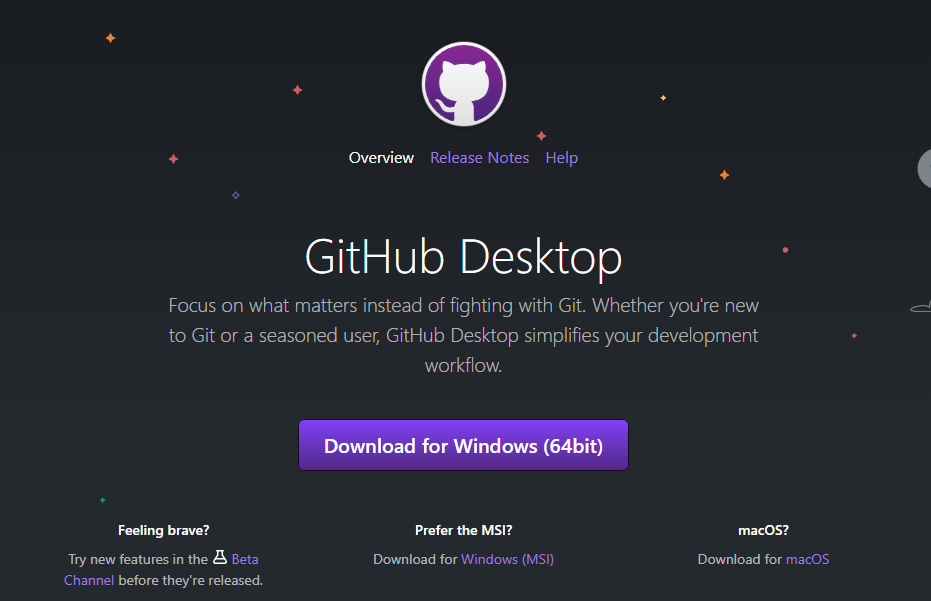 Overview Release Notes Help
GitHub Desktop
Focus on what matters instead of fighting with Git. Whether you're new
to Git or a seasoned user, GitHub Desktop simplifies your development
workflow.
Download for Windows (64bit)
Feeling brave?
Try new features in the Beta
Channel before they're released.
Prefer the MSI?
Download for Windows (MSI)
macOS?
Download for macOS